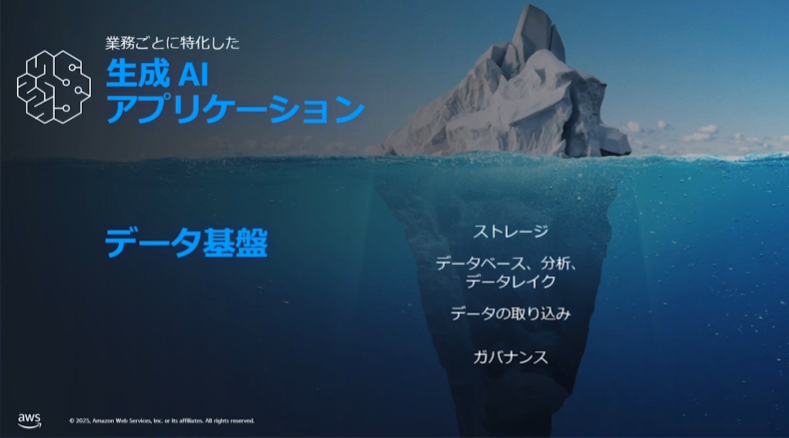 業務ごとに特化した
生成 AI
アプリケーション
データ基盤
ストレージ
データベース、分析、
データレイク
データの取り込み
ガバナンス
aws
© 2025, Amazon Web Services, Inc. or its affiliates. All rights reserved.